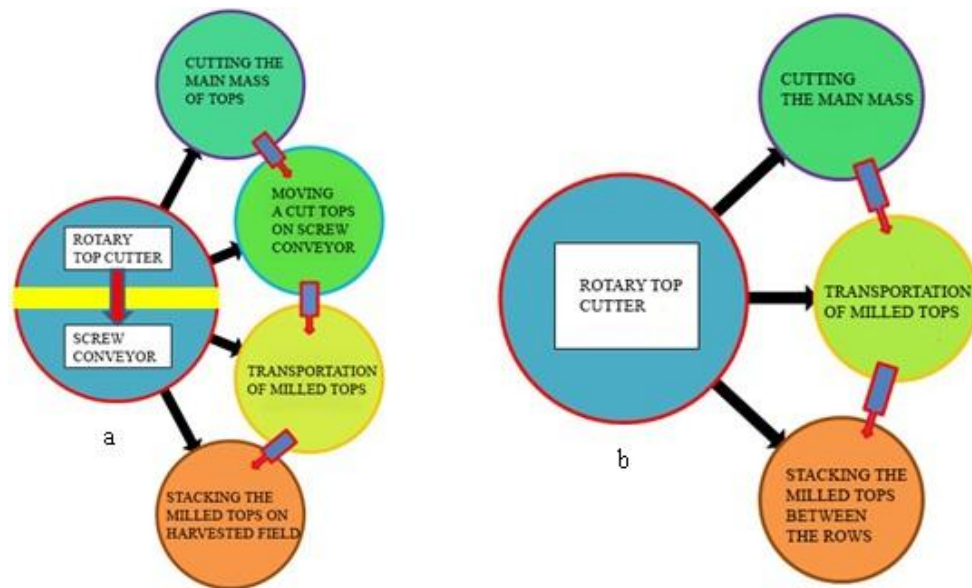 CUTTING THE
MAIN MASS
OF TOPS
MOVING
A CUT TOPS
ON SCREW
CONVEYOR
ROTARY
TOP CUTTER
SCREW
CONVEYOR
TRANSPORTATION
OF MILLED TOPS
STACKING THE
MILLED TOPS ON
HARVESTED FIELD
a
CUTTING
THE MAIN MASS
ROTARY TOP
CUTTER
TRANSPORTATION
OF MILLED TOPS
STACKING THE
MILLED TOPS
BETWEEN
THE ROWS
b